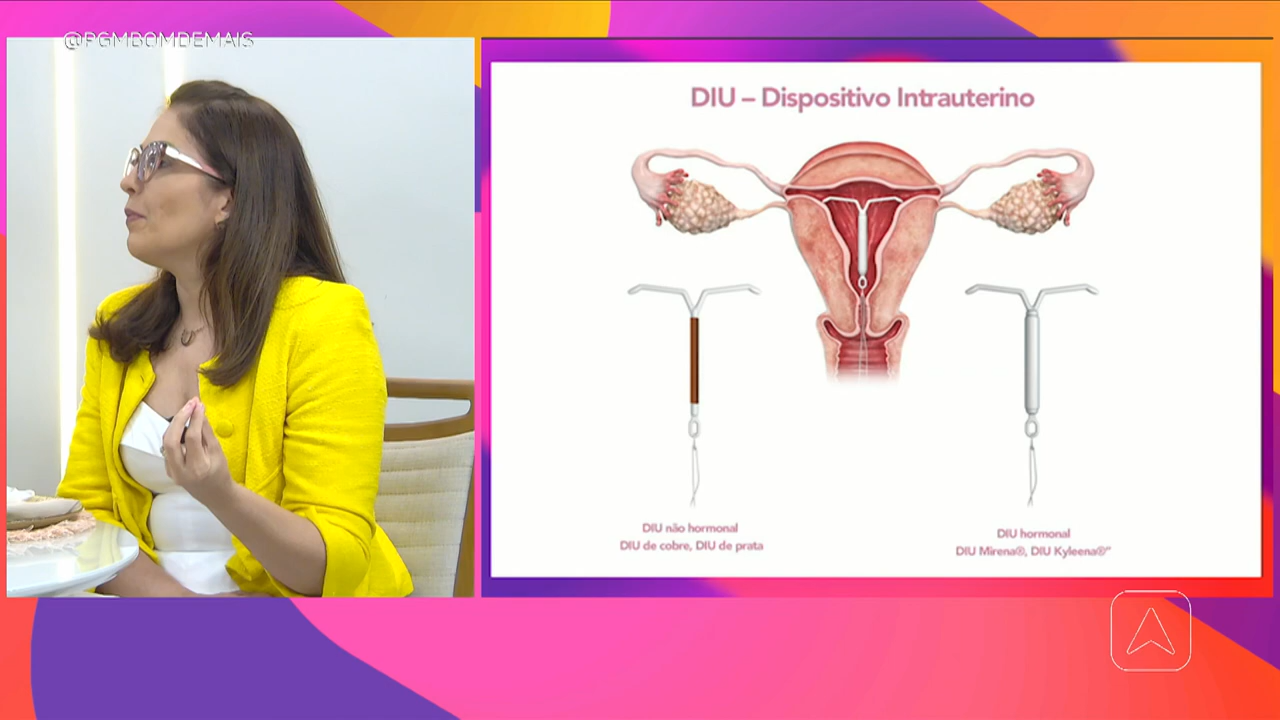 @PGMBOMDEMAIS
DIU – Dispositivo Intrauterino
DIU não hormonal
DIU de cobre, DIU de prata
DIU hormonal
DIU Mirena®, DIU Kyleena®"